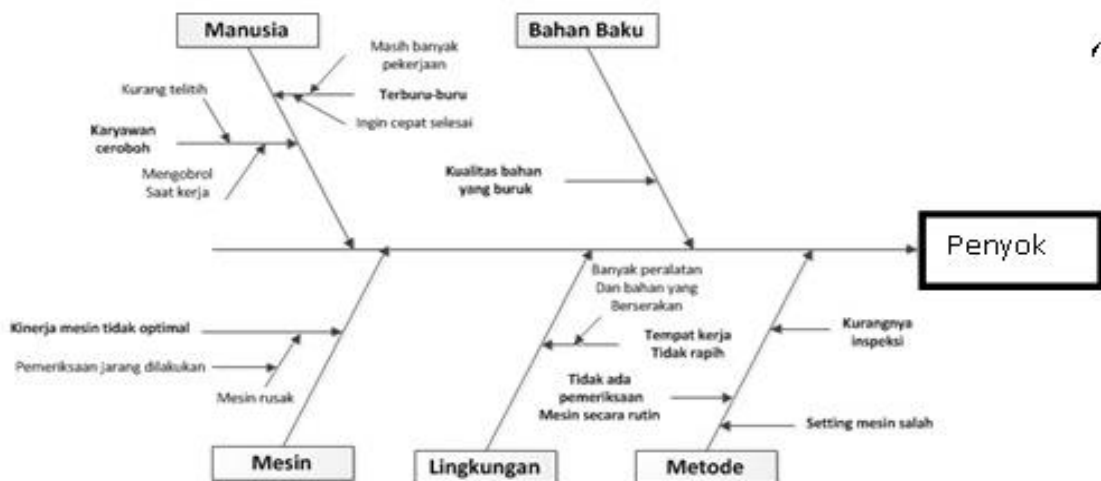 Manusia
Bahan Baku
Masih banyak
pekerjaan
Kurang telitih
Terburu-buru
Ingin cepat selesai
Karyawan
ceroboh
Mengobrol
Saat kerja
Kualitas bahan
yang buruk
Penyok
Banyak peralatan
Dan bahan yang
Berserakan
Kinerja mesin tidak optimal
Kurangnya
inspeksi
Tempat kerja
Tidak rapih
Pemeriksaan jarang dilakukan
Mesin rusak
Tidak ada
pemeriksaan
Mesin secara rutin
Setting mesin salah
Mesin
Lingkungan
Metode